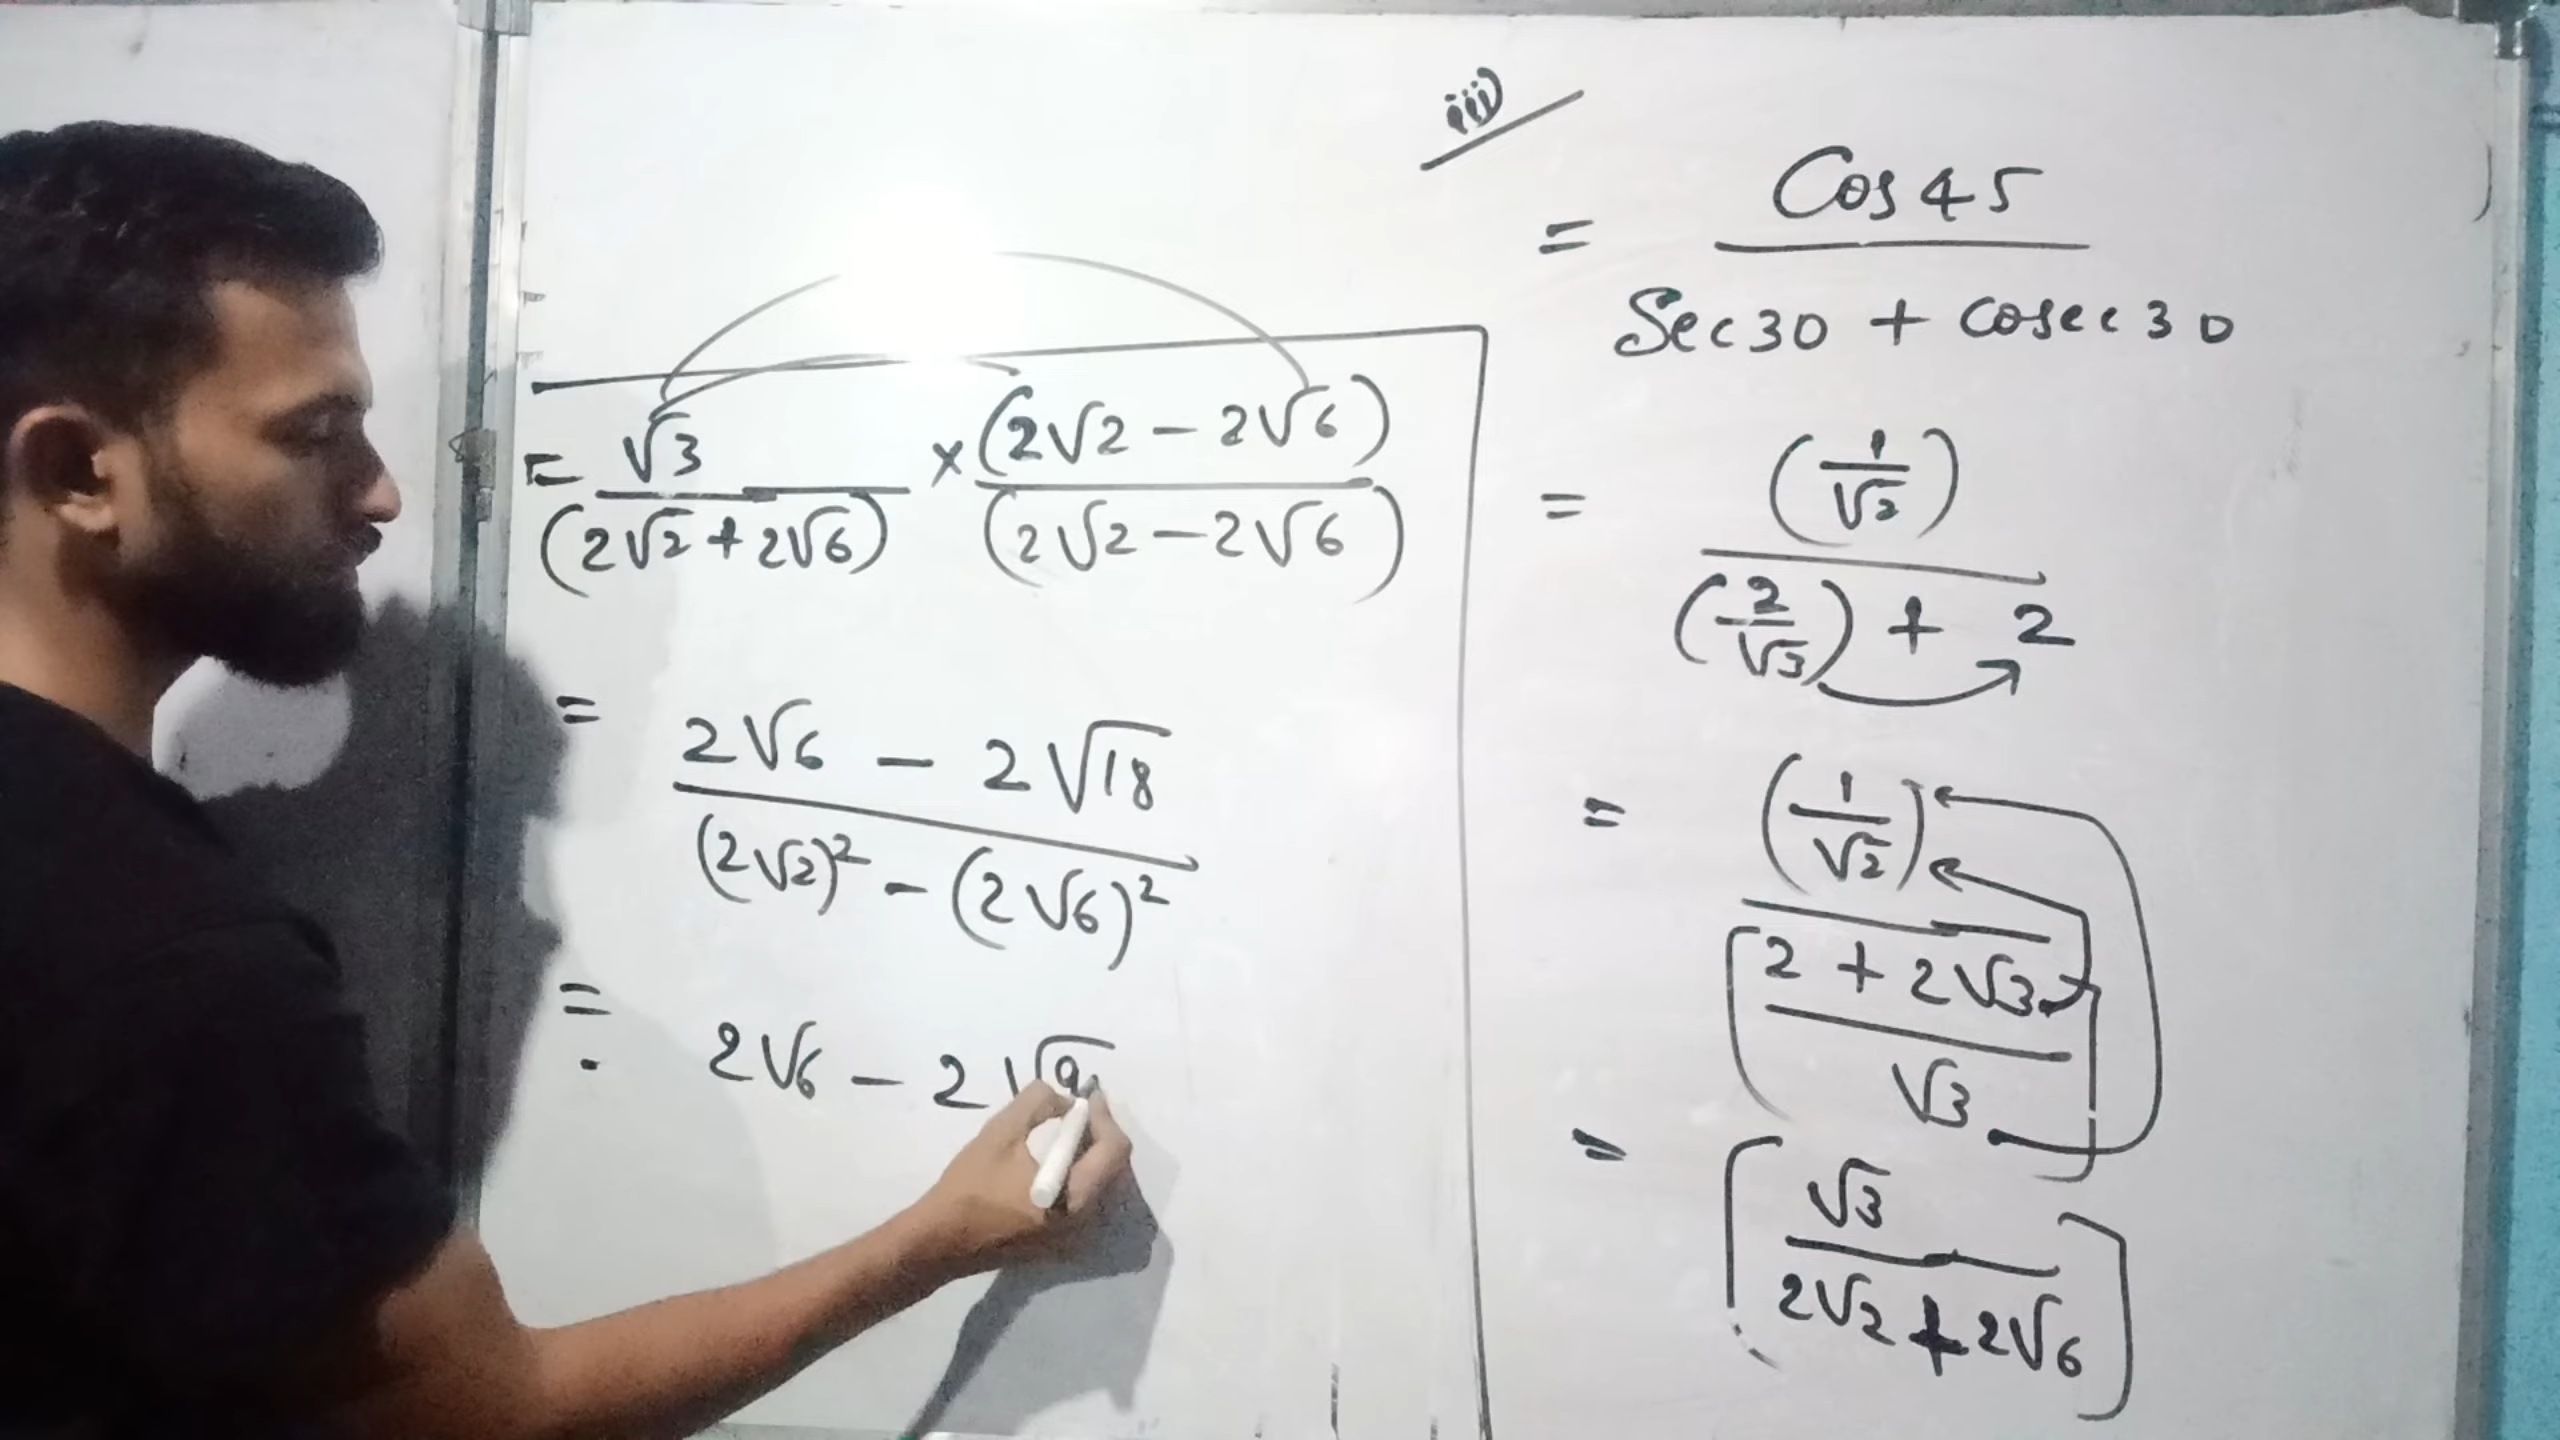 iii)
= Cos 45 / Sec 30 + cosec 30
= (1/√2) / (2/√3) + 2
= (1/√2) / [2 + 2√3 / √3
= [√3 / 2√2 + 2√6]
= √3 / (2√2 + 2√6) × (2√2 − 2√6) / (2√2 − 2√6)
= 2√6 − 2√18 / (2√2)² − (2√6)²
= 2√6 − 2√9